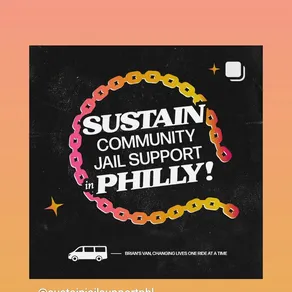 SUSTAIN
COMMUNITY
JAIL SUPPORT
in PHILLY!
BRIAN'S VAN, CHANGING LIVES ONE RIDE AT A TIME